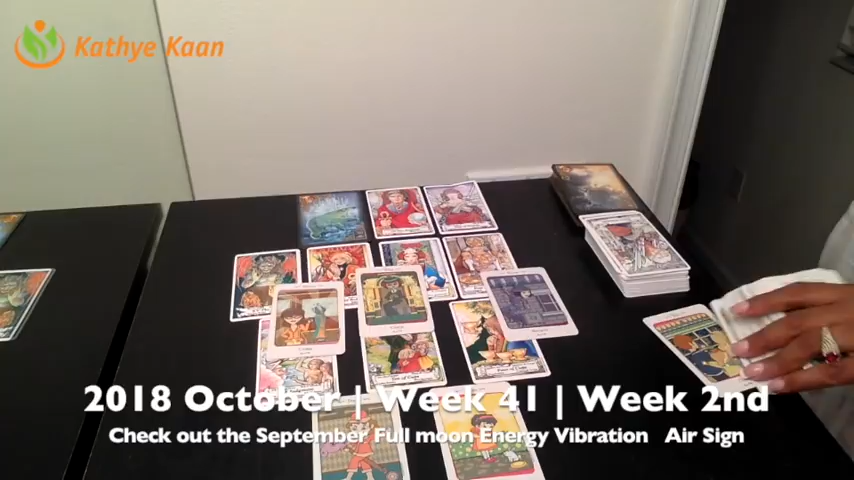 Kathye Kaan
2018 October | Week 41 | Week 2nd
Check out the September Full moon Energy Vibration Air Sign